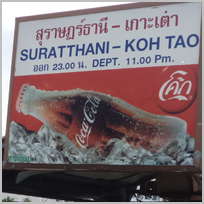 สุราษฎร์ธานี - เกาะเต่า
SURATTHANI - KOH TAO
ออก 23.00 น. DEPT. 11.00 Pm.
โค้ก
Coca-Cola